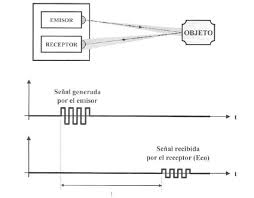 EMISOR
RECEPTOR
OBJETO
Señal generada
por el emisor
t
Señal recibida
por el receptor (Eco)
t